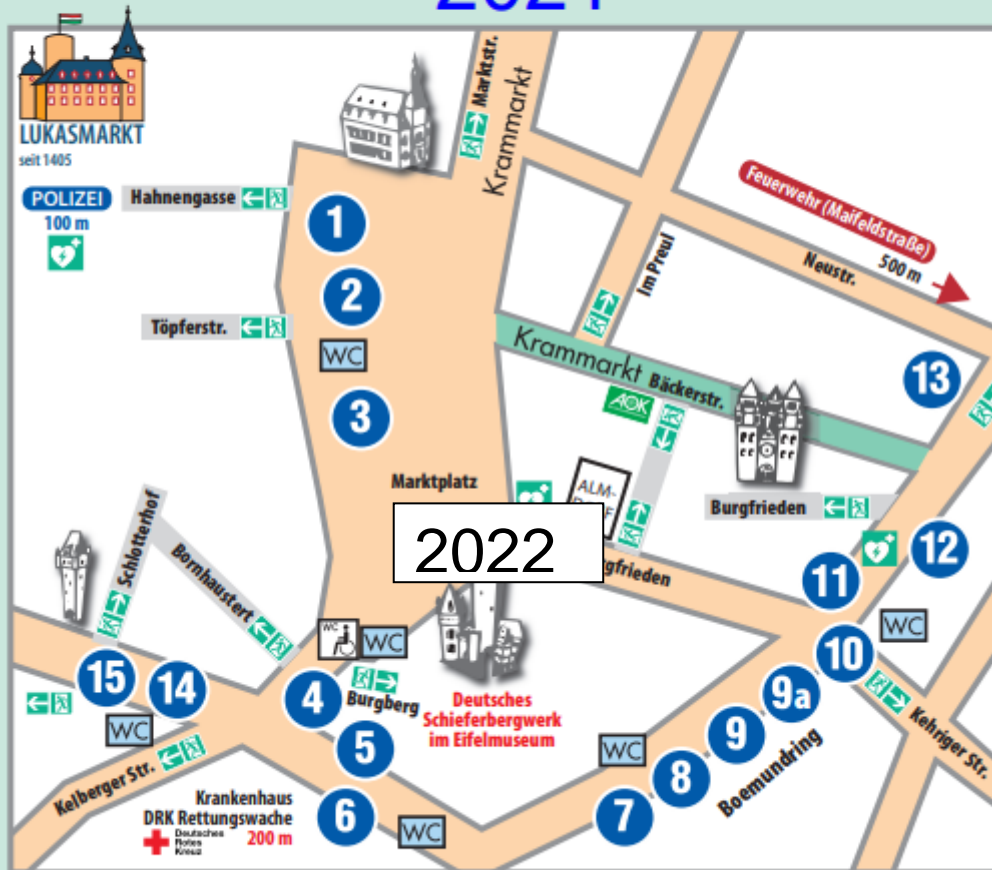 2021
LUKASMARKT
seit 1405
POLIZEI
100 m
Hahnengasse
Töpferstr.
Marktstr.
Krammarkt
1
2
WC
3
Feuerwehr (Maifeldstraße)
500 m
Neustr.
Im Preul
Krammarkt
Bäckerstr.
AOK
13
Marktplatz
ALM-
Burgfrieden
2022
12
11
Schlotterhof
Bornhaustert
WC
WC
WC
10
15
14
4
Burgberg
Deutsches
Schieferbergwerk
im Eifelmuseum
9a
9
Kehriger Str.
WC
5
WC
8
Boemundring
Kelberger Str.
6
7
WC
Krankenhaus
DRK Rettungswache
200 m
Deutsches
Rotes
Kreuz